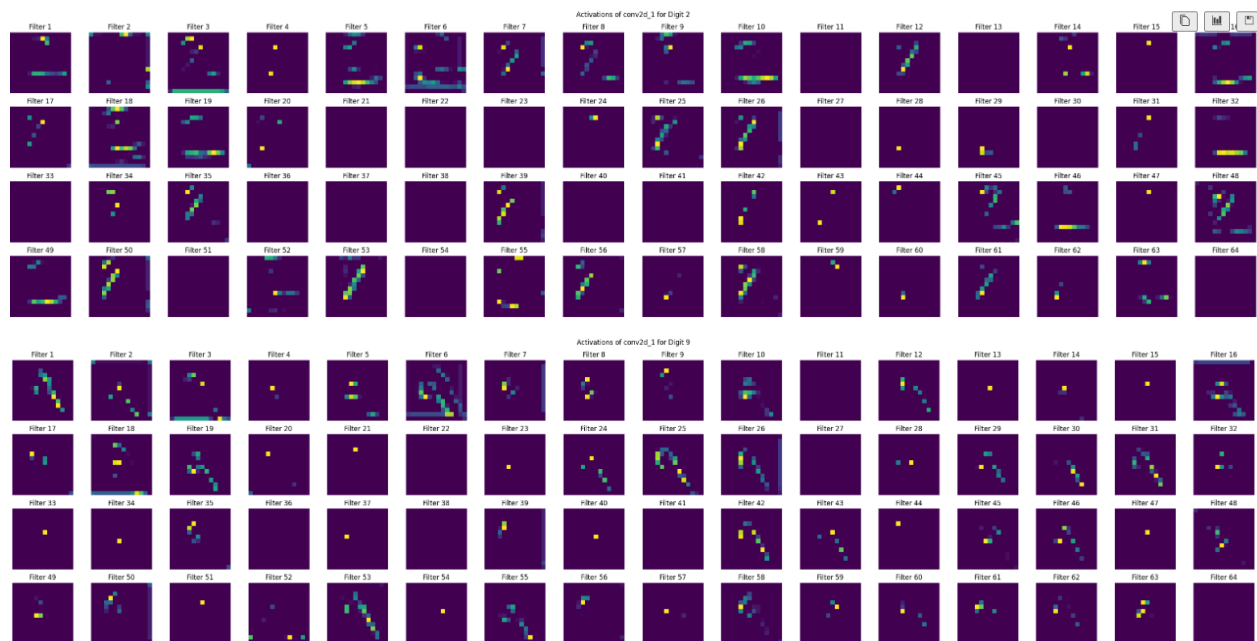 Activations of conv2d_1 for Digit 2
Filter 1 Filter 2 Filter 3 Filter 4 Filter 5 Filter 6 Filter 7 Filter 8 Filter 9 Filter 10 Filter 11 Filter 12 Filter 13 Filter 14 Filter 15
Filter 17 Filter 18 Filter 19 Filter 20 Filter 21 Filter 22 Filter 23 Filter 24 Filter 25 Filter 26 Filter 27 Filter 28 Filter 29 Filter 30 Filter 31 Filter 32
Filter 33 Filter 34 Filter 35 Filter 36 Filter 37 Filter 38 Filter 39 Filter 40 Filter 41 Filter 42 Filter 43 Filter 44 Filter 45 Filter 46 Filter 47 Filter 48
Filter 49 Filter 50 Filter 51 Filter 52 Filter 53 Filter 54 Filter 55 Filter 56 Filter 57 Filter 58 Filter 59 Filter 60 Filter 61 Filter 62 Filter 63 Filter 64
Activations of conv2d_1 for Digit 9
Filter 1 Filter 2 Filter 3 Filter 4 Filter 5 Filter 6 Filter 7 Filter 8 Filter 9 Filter 10 Filter 11 Filter 12 Filter 13 Filter 14 Filter 15 Filter 16
Filter 17 Filter 18 Filter 19 Filter 20 Filter 21 Filter 22 Filter 23 Filter 24 Filter 25 Filter 26 Filter 27 Filter 28 Filter 29 Filter 30 Filter 31 Filter 32
Filter 33 Filter 34 Filter 35 Filter 36 Filter 37 Filter 38 Filter 39 Filter 40 Filter 41 Filter 42 Filter 43 Filter 44 Filter 45 Filter 46 Filter 47 Filter 48
Filter 49 Filter 50 Filter 51 Filter 52 Filter 53 Filter 54 Filter 55 Filter 56 Filter 57 Filter 58 Filter 59 Filter 60 Filter 61 Filter 62 Filter 63 Filter 64